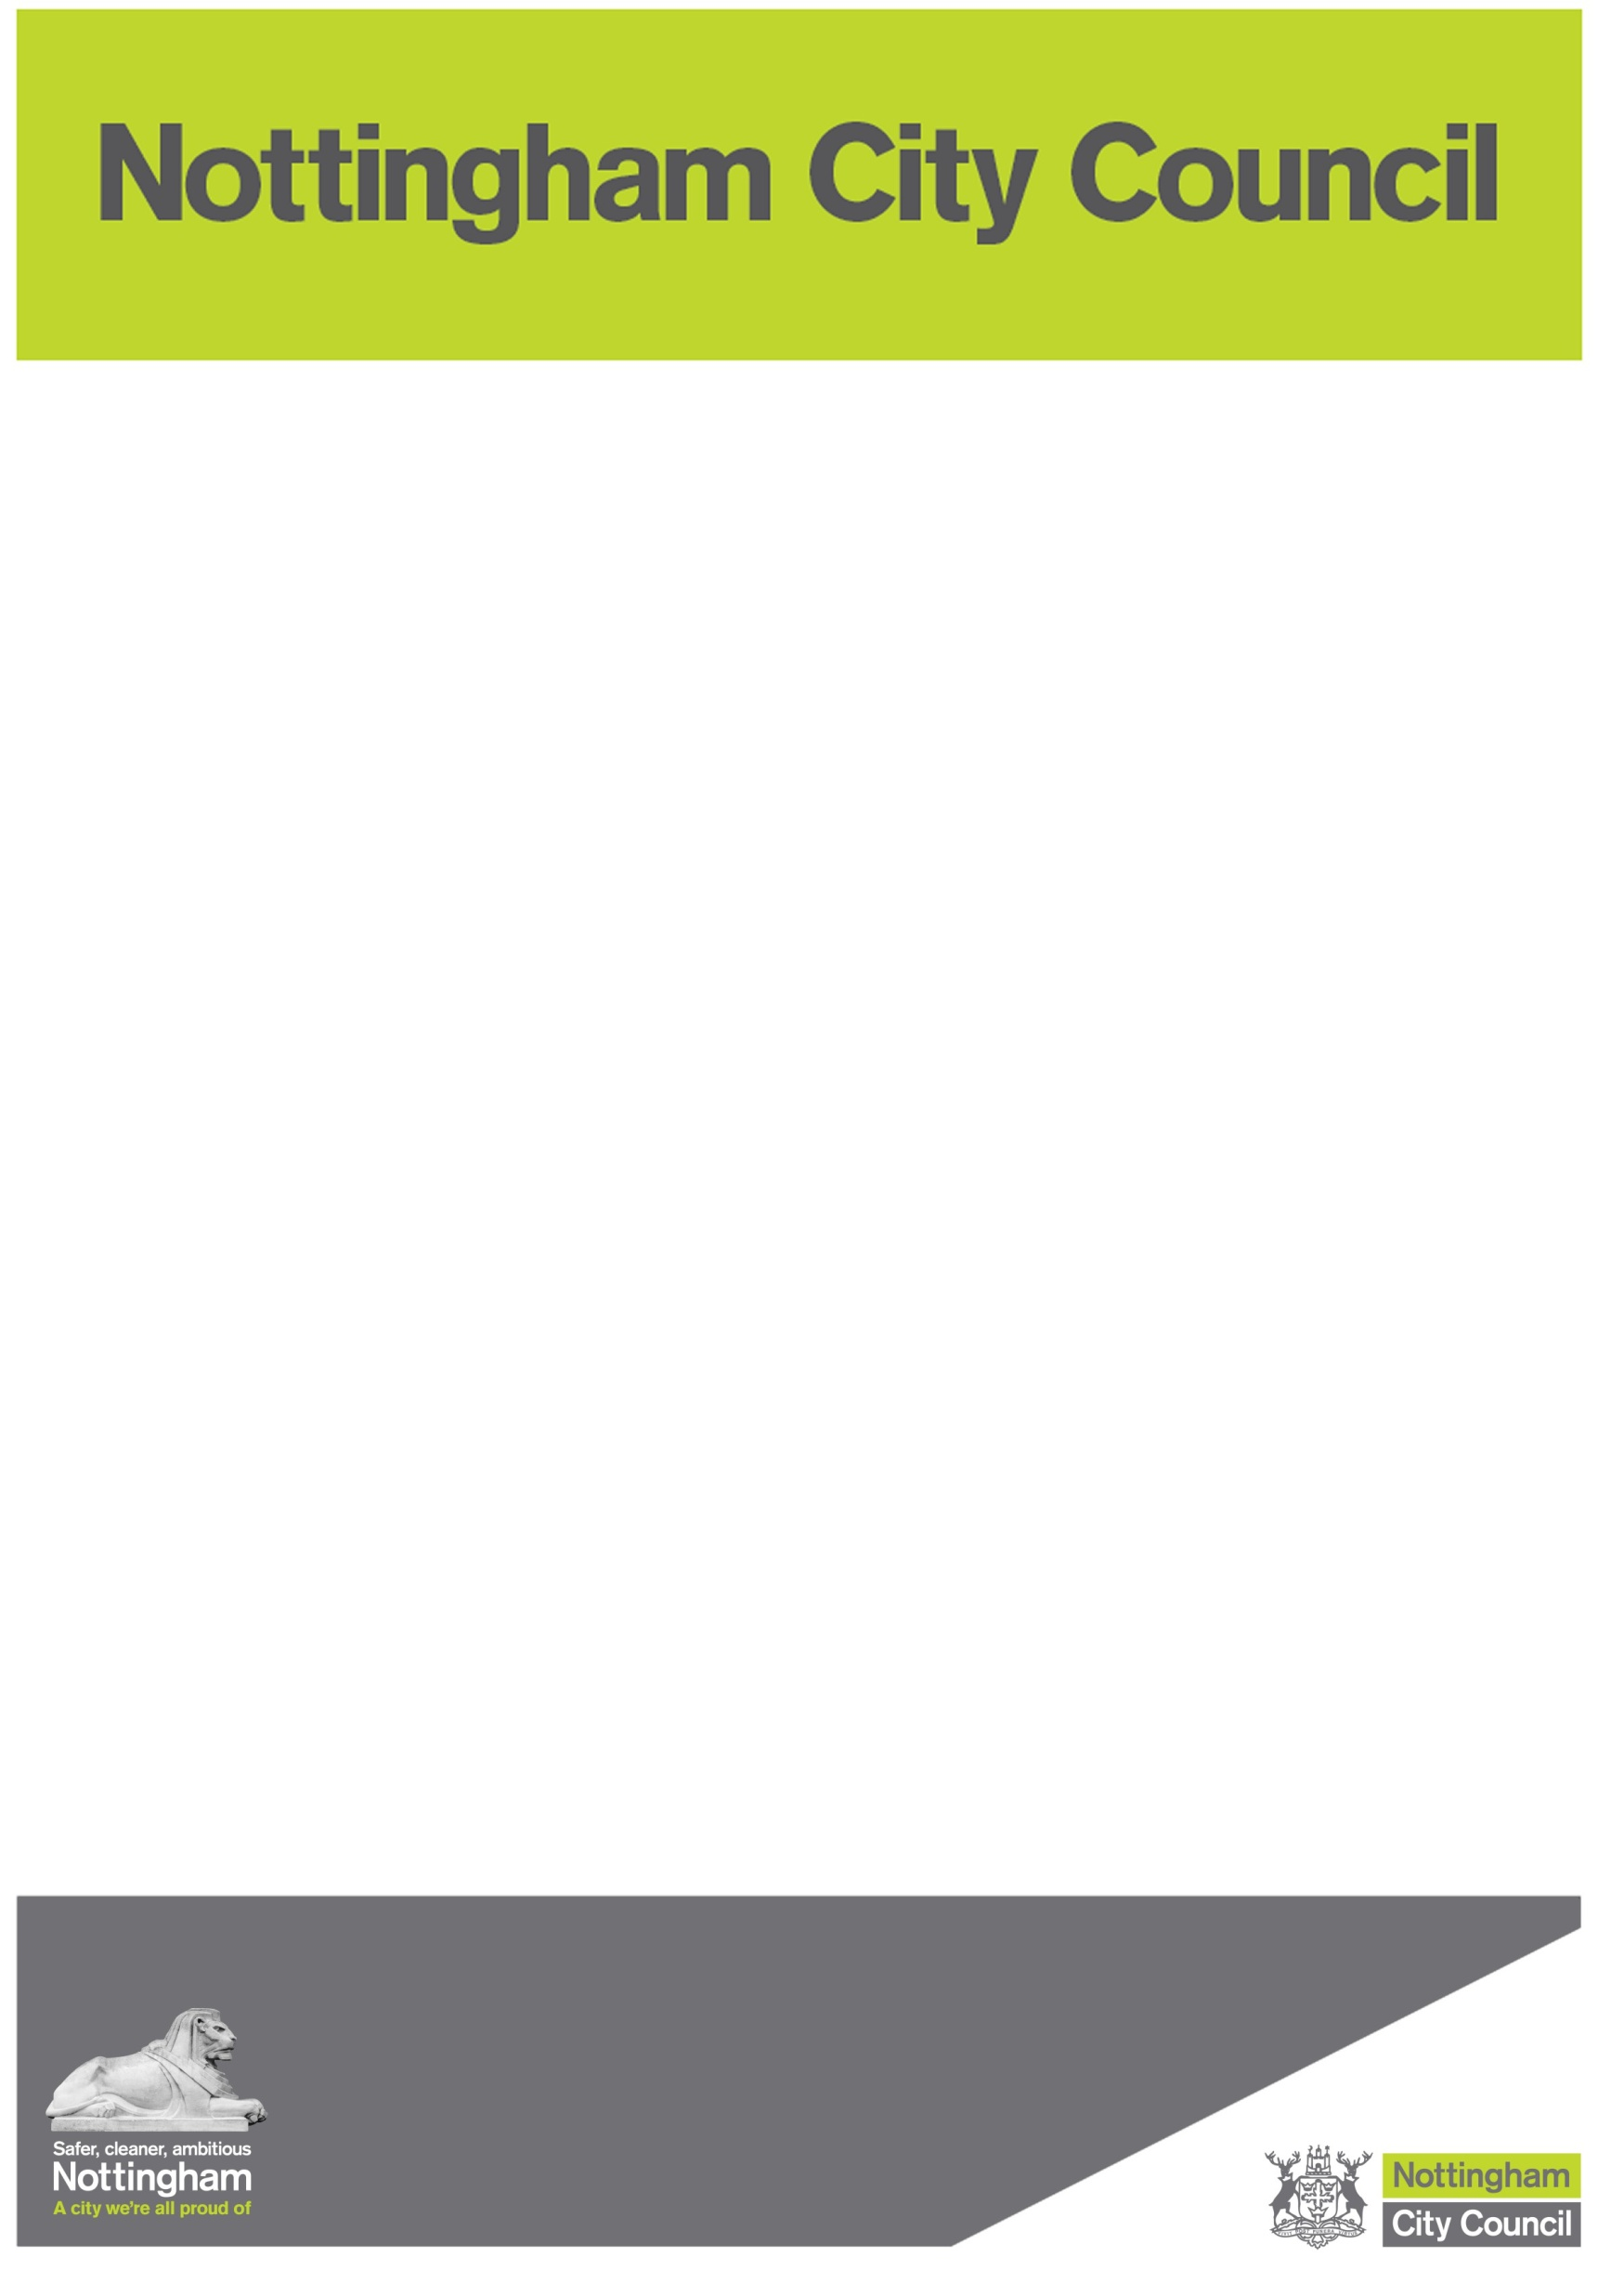 Nottingham City Council
Safer, cleaner, ambitious
Nottingham
A city we're all proud of
Nottingham
City Council